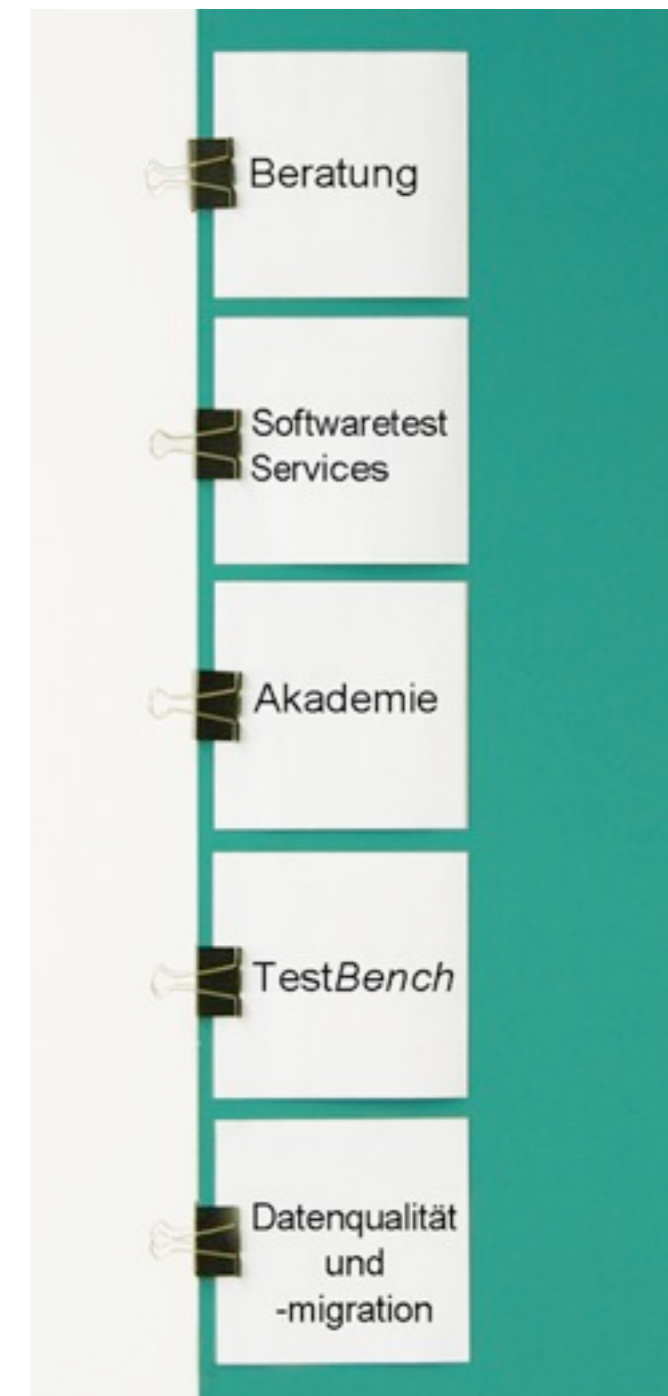 Beratung
Softwaretest
Services
Akademie
TestBench
Datenqualität
und
-migration